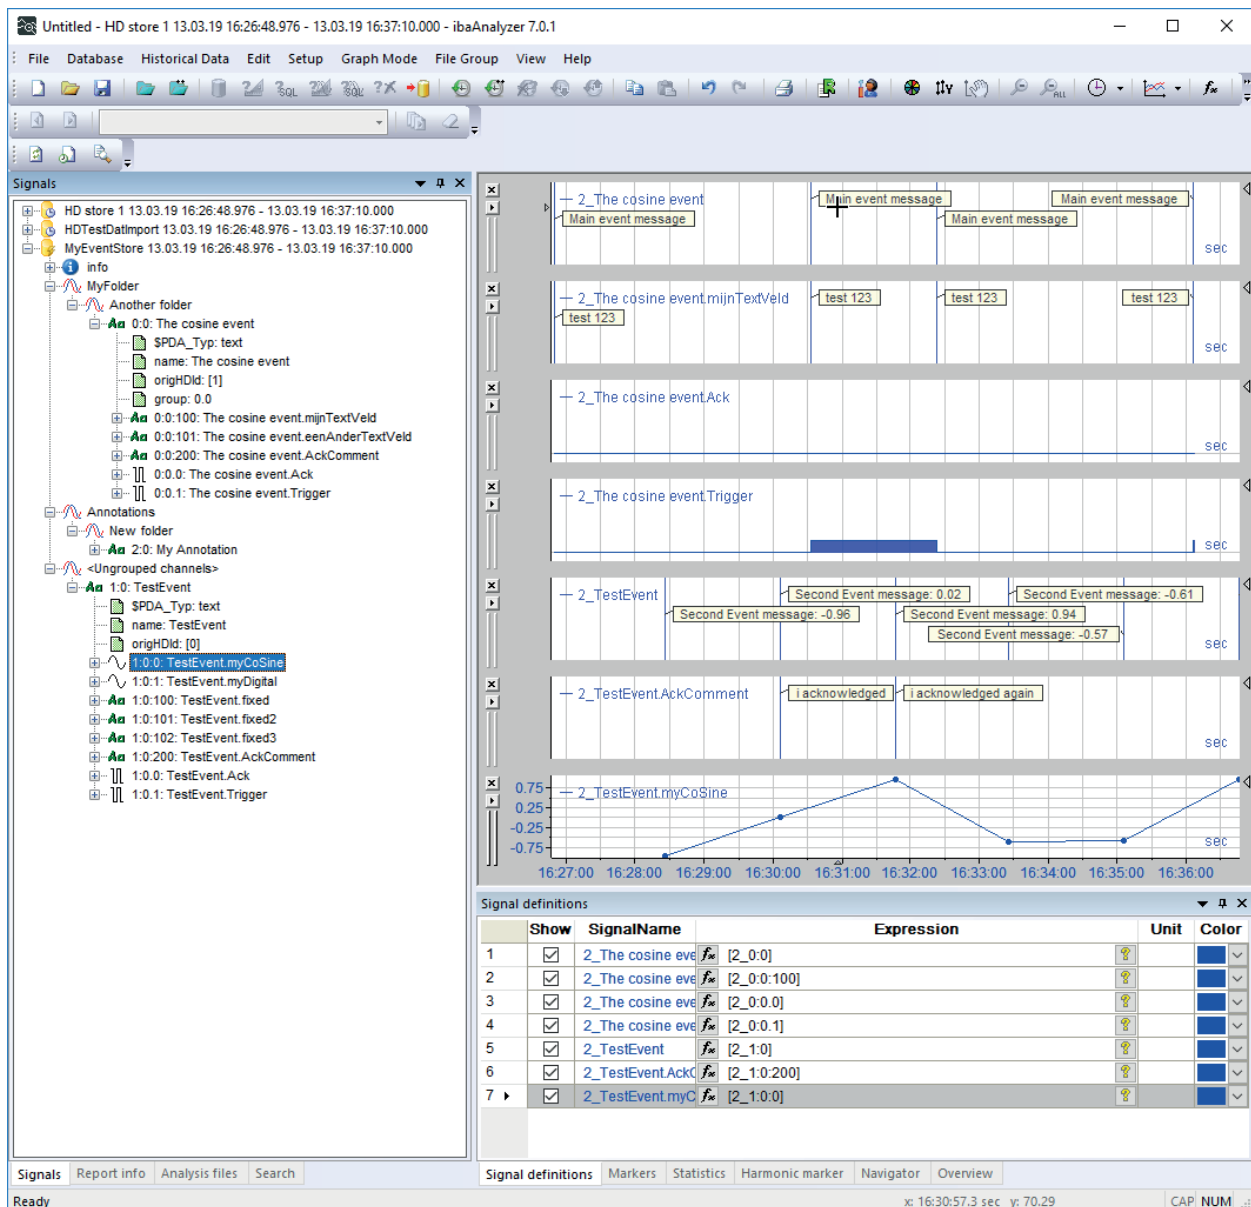 Untitled - HD store 1 13.03.19 16:26:48.976 - 13.03.19 16:37:10.000 - ibaAnalyzer 7.0.1
File Database Historical Data Edit Setup Graph Mode File Group View Help
Signals
HD store 1 13.03.19 16:26:48.976 - 13.03.19 16:37:10.000
HDTestDatImport 13.03.19 16:26:48.976 - 13.03.19 16:37:10.000
MyEventStore 13.03.19 16:26:48.976 - 13.03.19 16:37:10.000
info
MyFolder
Another folder
0:0: The cosine event
$PDA_Typ: text
name: The cosine event
origHDId: [1]
group: 0.0
0:0:100: The cosine event.mijnTextVeld
0:0:101: The cosine event.eenAnderTextVeld
0:0:200: The cosine event.AckComment
0:0.0: The cosine event.Ack
0:0.1: The cosine event.Trigger
Annotations
New folder
2:0: My Annotation
<Ungrouped channels>
1:0: TestEvent
$PDA_Typ: text
name: TestEvent
origHDId: [0]
1:0:0: TestEvent.myCoSine
1:0:1: TestEvent.myDigital
1:0:100: TestEvent.fixed
1:0:101: TestEvent.fixed2
1:0:102: TestEvent.fixed3
1:0:200: TestEvent.AckComment
1:0.0: TestEvent.Ack
1:0.1: TestEvent.Trigger
Signals Report info Analysis files Search
2_The cosine event Main event message Main event message
Main event message Main event message
sec
2_The cosine event.mijnTextVeld test 123 test 123 test 123
test 123
sec
2_The cosine event.Ack
sec
2_The cosine event.Trigger
sec
2_TestEvent Second Event message: 0.02 Second Event message: -0.61
Second Event message: -0.96 Second Event message: 0.94
Second Event message: -0.57
sec
2_TestEvent.AckComment i acknowledged i acknowledged again
sec
0.75 2_TestEvent.myCoSine
0.25
-0.25
sec
-0.75
16:27:00 16:28:00 16:29:00 16:30:00 16:31:00 16:32:00 16:33:00 16:34:00 16:35:00 16:36:00
Signal definitions
Show SignalName Expression Unit Color
1 2_The cosine eve fx [2_0:0]
2 2_The cosine eve fx [2_0:0:100]
3 2_The cosine eve fx [2_0:0.0]
4 2_The cosine eve fx [2_0:0.1]
5 2_TestEvent fx [2_1:0]
6 2_TestEvent.AckC fx [2_1:0:200]
7 2_TestEvent.myC fx [2_1:0:0]
Signal definitions Markers Statistics Harmonic marker Navigator Overview
Ready x: 16:30:57.3 sec y: 70.29 CAP NUM